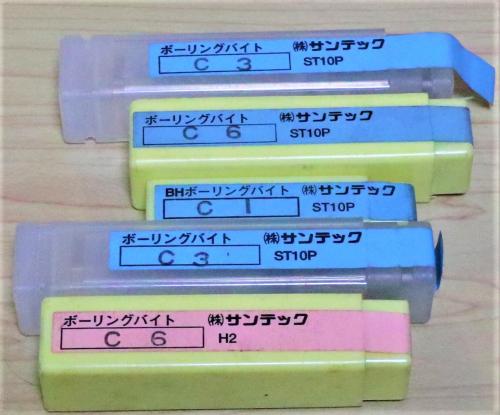 ボーリングバイト ㈱サンテック
C 3 ST10P
ボーリングバイト ㈱サンテック
C 6 ST10P
BHボーリングバイト ㈱サンテック
C 1 ST10P
ボーリングバイト ㈱サンテック
C 3 ST10P
ボーリングバイト ㈱サンテック
C 6 H2